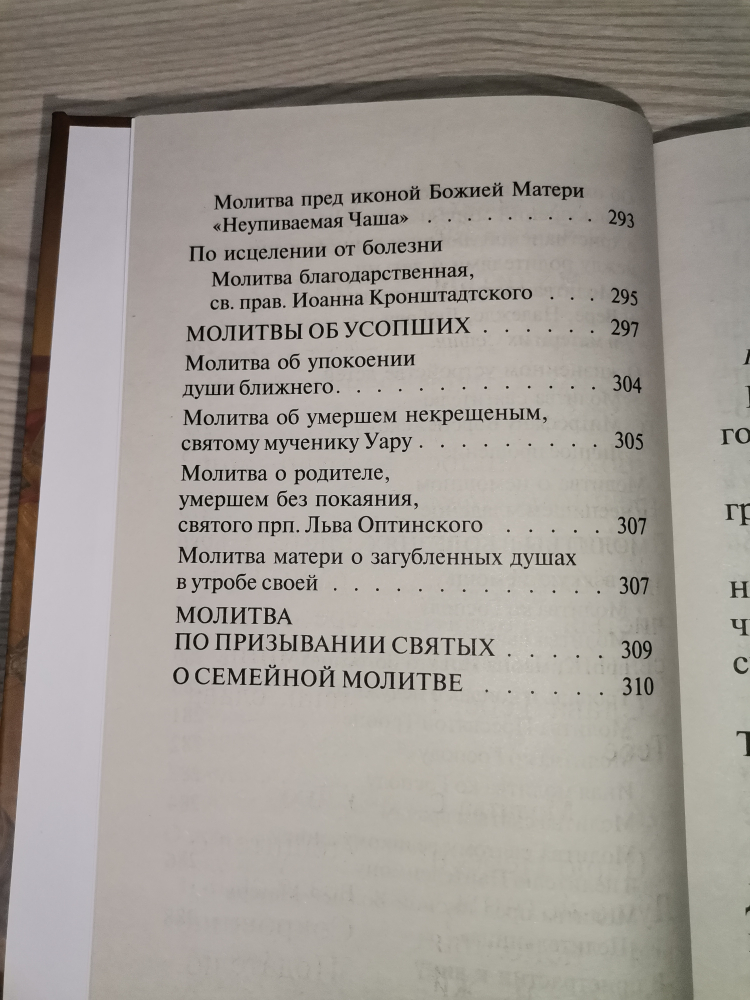 Молитва пред иконой Божией Матери
«Неупиваемая Чаша» . . . . . . . . . 293
По исцелении от болезни
Молитва благодарственная,
св. прав. Иоанна Кронштадтского . . . 295
МОЛИТВЫ ОБ УСОПШИХ . . . . . . 297
Молитва об упокоении
души ближнего. . . . . . . . . . . . . 304
Молитва об умершем некрещеным,
святому мученику Уару . . . . . . . . . 305
Молитва о родителе,
умершем без покаяния,
святого прп. Льва Оптинского . . . . . 307
Молитва матери о загубленных душах
в утробе своей . . . . . . . . . . . . . 307
МОЛИТВА
ПО ПРИЗЫВАНИИ СВЯТЫХ . . . . . 309
О СЕМЕЙНОЙ МОЛИТВЕ . . . . . . 310